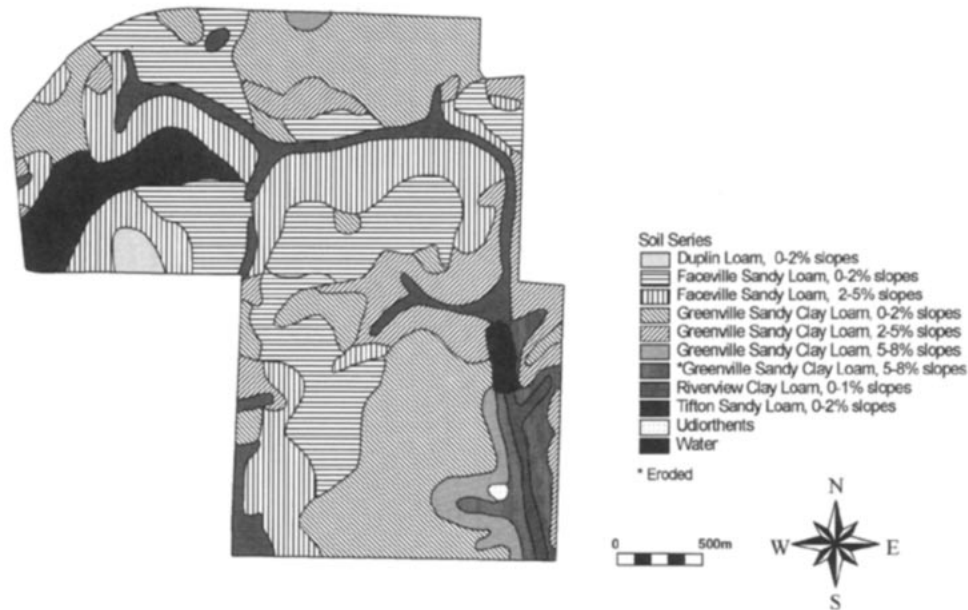 Soil Series
Duplin Loam, 0-2% slopes
Faceville Sandy Loam, 0-2% slopes
Faceville Sandy Loam, 2-5% slopes
Greenville Sandy Clay Loam, 0-2% slopes
Greenville Sandy Clay Loam, 2-5% slopes
Greenville Sandy Clay Loam, 5-8% slopes
*Greenville Sandy Clay Loam, 5-8% slopes
Riverview Clay Loam, 0-1% slopes
Tifton Sandy Loam, 0-2% slopes
Udiorthents
Water
* Eroded
N
0 500m
W E
S